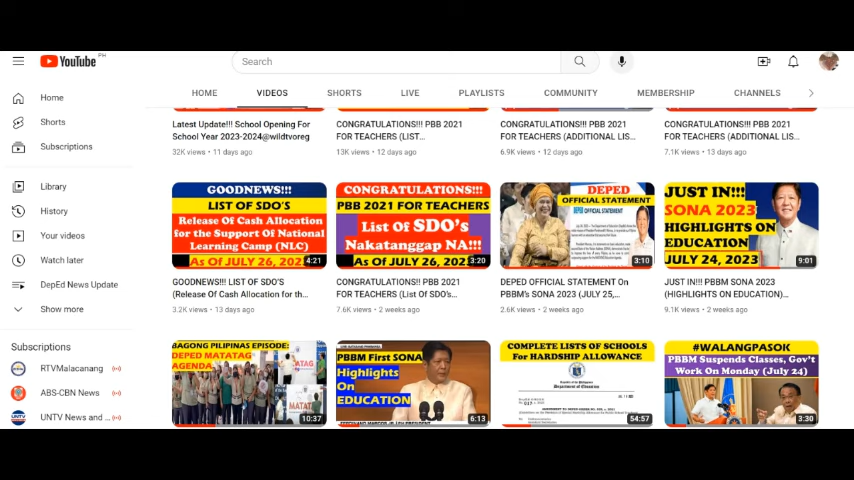 YouTube PH
Search
HOME VIDEOS SHORTS LIVE PLAYLISTS COMMUNITY MEMBERSHIP CHANNELS
Home
Shorts
Subscriptions
Library
History
Your videos
Watch later
DepEd News Update
Show more
Subscriptions
RTVMalacanang
ABS-CBN News
UNTV News and ...
Latest Update!!! School Opening For
School Year 2023-2024@wildtvoreg
32K views • 11 days ago
CONGRATULATIONS!!! PBB 2021
FOR TEACHERS (LIST...
13K views • 12 days ago
CONGRATULATIONS!!! PBB 2021
FOR TEACHERS (ADDITIONAL LIS...
6.9K views • 12 days ago
CONGRATULATIONS!!! PBB 2021
FOR TEACHERS (ADDITIONAL LIS...
7.1K views • 13 days ago
GOODNEWS!!!
LIST OF SDO'S
Release Of Cash Allocation
for the Support Of National
Learning Camp (NLC)
As Of JULY 26, 2023
4:21
GOODNEWS!!! LIST OF SDO'S
(Release Of Cash Allocation for th...
3.2K views • 13 days ago
CONGRATULATIONS!!!
PBB 2021 FOR TEACHERS
List Of SDO's
Nakatanggap NA!!!
As Of JULY 26, 202
3:20
CONGRATULATIONS!! PBB 2021
FOR TEACHERS (List Of SDO's...
7.6K views • 2 weeks ago
DEPED
OFFICIAL STATEMENT
OFFICIAL STATEMENT
3:10
DEPED OFFICIAL STATEMENT On
PBBM's SONA 2023 (JULY 25,...
2.6K views • 2 weeks ago
JUST IN!!!
SONA 2023
HIGHLIGHTS ON
EDUCATION
JULY 24, 2023
9:01
JUST IN!! PBBM SONA 2023
(HIGHLIGHTS ON EDUCATION)...
9.1K views • 2 weeks ago
BAGONG PILIPINAS EPISODE:
DEPED MATATAG
AGENDA
MATATAG
10:37
PBBM First SONA
Highlights
On
EDUCATION
6:13
COMPLETE LISTS OF SCHOOLS
For HARDSHIP ALLOWANCE
Department of Education
54:57
#WALANGPASOK
PBBM Suspends Classes, Gov't
Work On Monday (July 24)
3:30